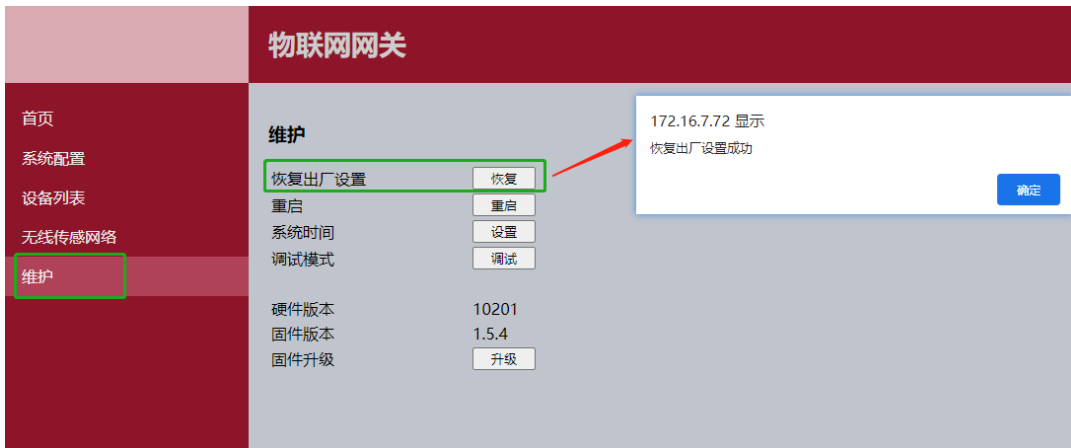 物联网网关
首页
系统配置
设备列表
无线传感网络
维护
维护
恢复出厂设置 恢复
重启 重启
系统时间 设置
调试模式 调试
硬件版本 10201
固件版本 1.5.4
固件升级 升级
172.16.7.72 显示
恢复出厂设置成功
确定